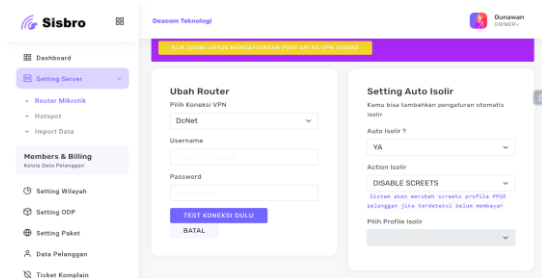 Sisbro
Deacom Teknologi
Gunawan
OWNER
KLIK DISINI UNTUK MENDAFTARKAN PORT API KE VPN SISBRO
Dashboard
Setting Server
- Router Mikrotik
- Hotspot
- Import Data
Members & Billing
Kelola Data Pelanggan
Setting Wilayah
Setting ODP
Setting Paket
Data Pelanggan
Ticket Komplain
Ubah Router
Pilih Koneksi VPN
DcNet
Username
Password
TEST KONEKSI DULU
BATAL
Setting Auto Isolir
Kamu bisa tambahkan pengaturan otomatis
isolir
Auto Isolir ?
YA
Action Isolir
DISABLE SCREETS
Sistem akan merubah screets profile PPOE
pelanggan jika terdeteksi belum membayar
Pilih Profile Isolir